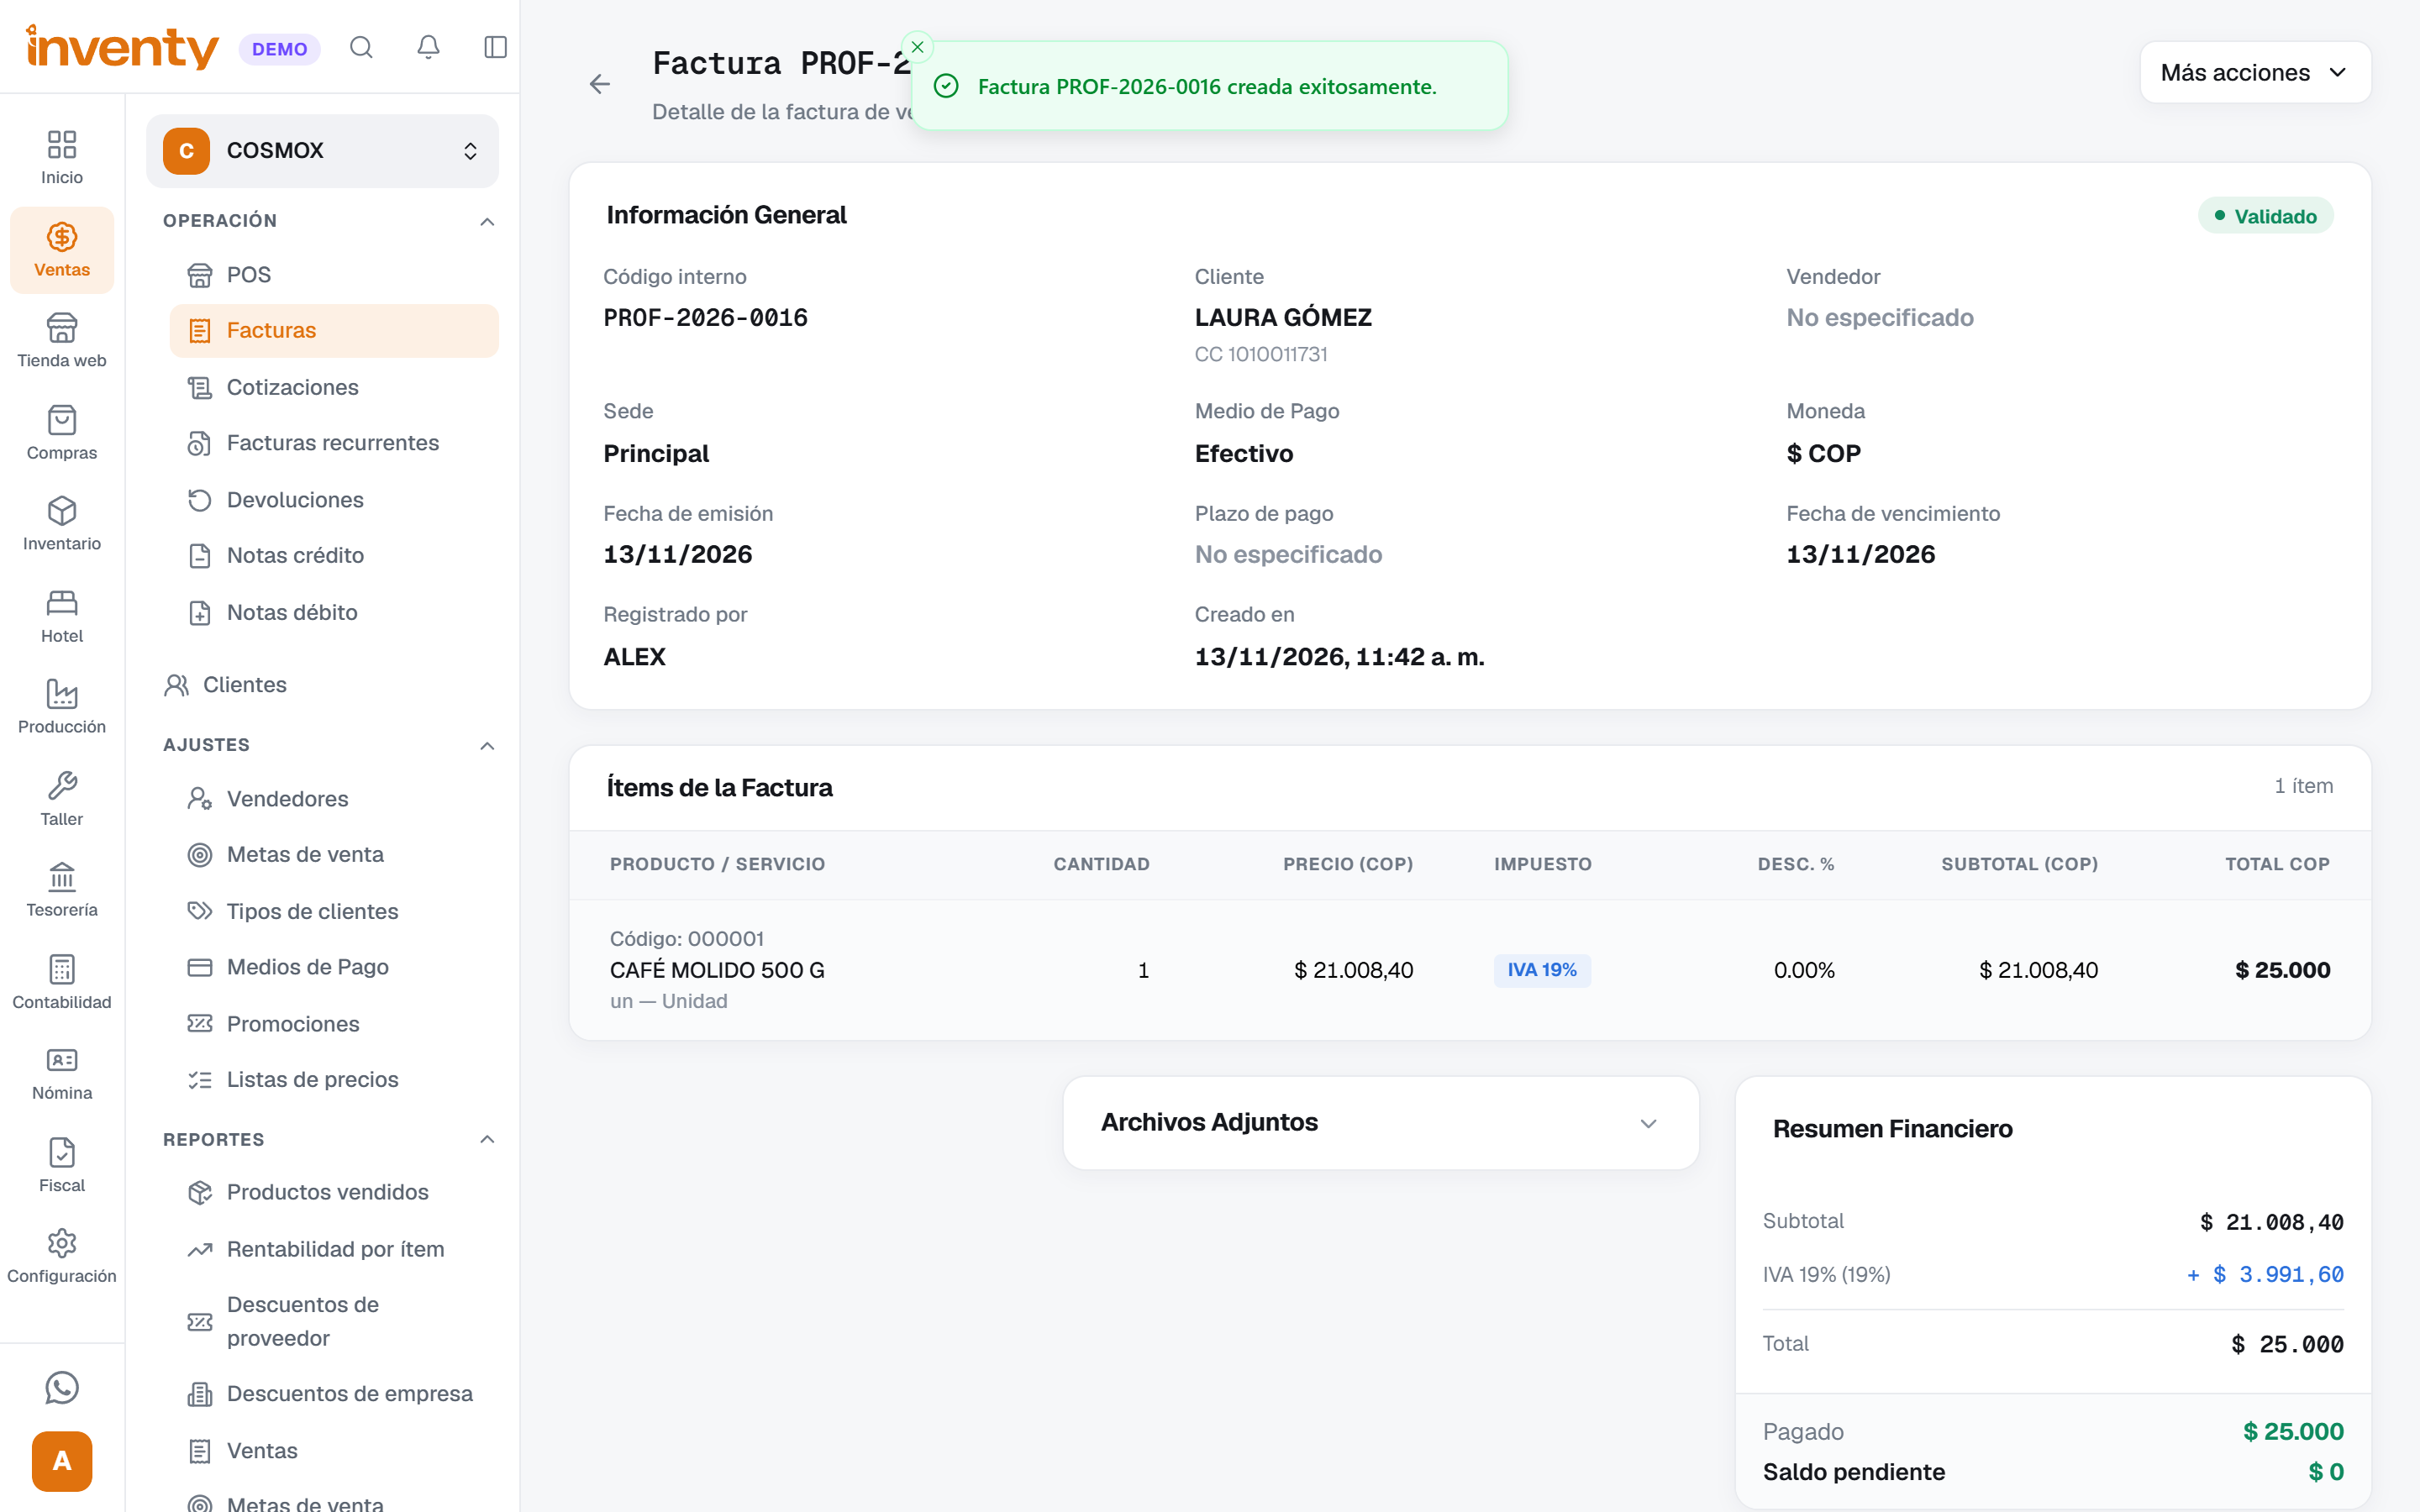 inventy
DEMO
Inicio
Ventas
Tienda web
Compras
Inventario
Hotel
Producción
Taller
Tesorería
Contabilidad
Nómina
Fiscal
Configuración
A
C
COSMOX
OPERACIÓN
POS
Facturas
Cotizaciones
Facturas recurrentes
Devoluciones
Notas crédito
Notas débito
Clientes
AJUSTES
Vendedores
Metas de venta
Tipos de clientes
Medios de Pago
Promociones
Listas de precios
REPORTES
Productos vendidos
Rentabilidad por ítem
Descuentos de
proveedor
Descuentos de empresa
Ventas
Metas de venta
Factura PROF-2
Detalle de la factura de ve
Factura PROF-2026-0016 creada exitosamente.
Más acciones
Información General
Validado
Código interno
PROF-2026-0016
Cliente
LAURA GÓMEZ
CC 1010011731
Vendedor
No especificado
Sede
Principal
Medio de Pago
Efectivo
Moneda
$ COP
Fecha de emisión
13/11/2026
Plazo de pago
No especificado
Fecha de vencimiento
13/11/2026
Registrado por
ALEX
Creado en
13/11/2026, 11:42 a. m.
Ítems de la Factura
1 ítem
PRODUCTO / SERVICIO CANTIDAD PRECIO (COP) IMPUESTO DESC. % SUBTOTAL (COP) TOTAL COP
Código: 000001
CAFÉ MOLIDO 500 G 1 $ 21.008,40 IVA 19% 0.00% $ 21.008,40 $ 25.000
un — Unidad
Archivos Adjuntos
Resumen Financiero
Subtotal $ 21.008,40
IVA 19% (19%) + $ 3.991,60
Total $ 25.000
Pagado $ 25.000
Saldo pendiente $ 0